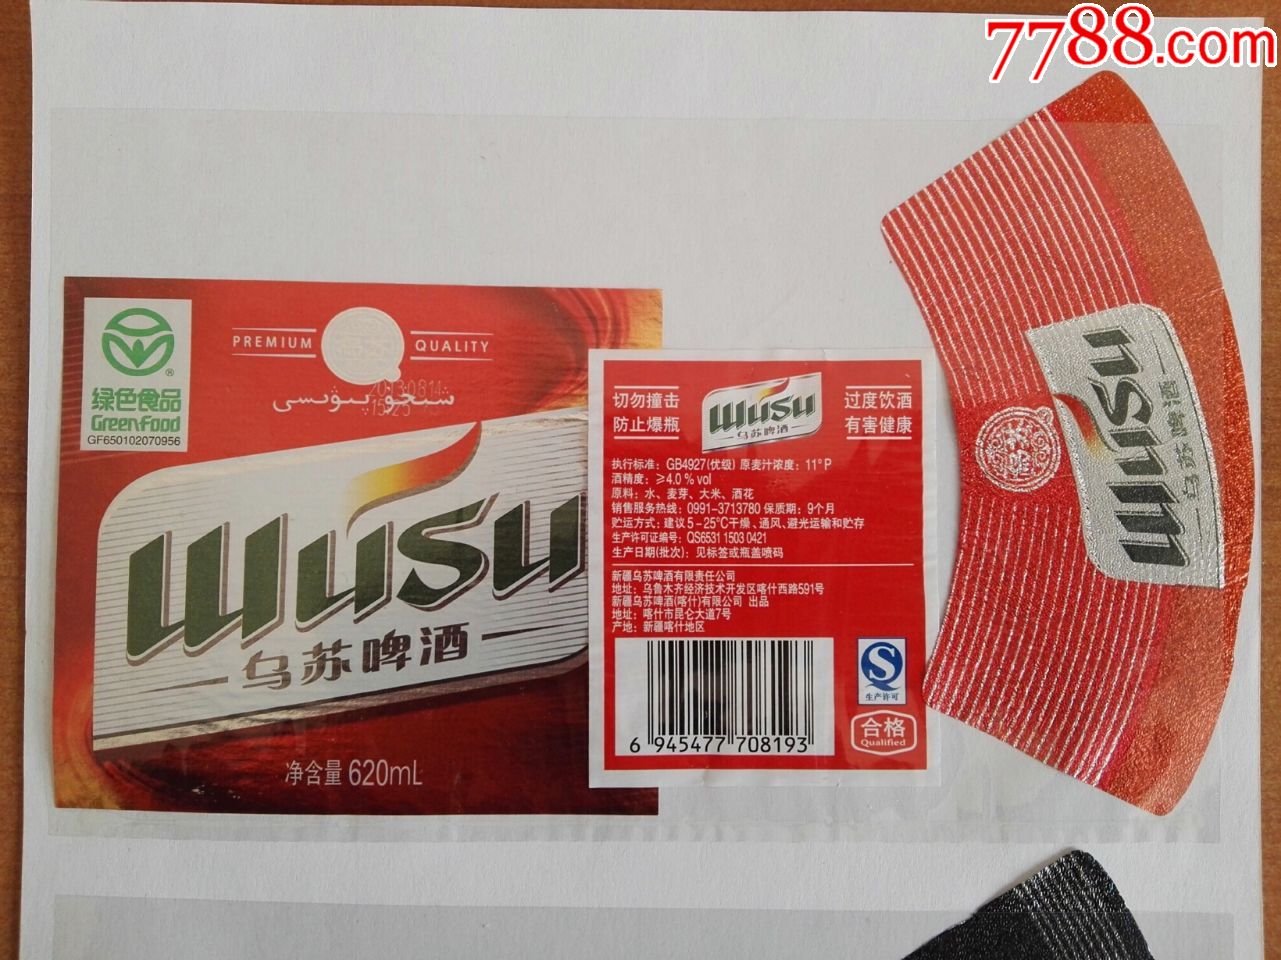 7788.com
绿色食品
Greenfood
GF650102070956
PREMIUM QUALITY
乌苏
20130814
شىخو پىۋىسى
wusu
乌苏啤酒
净含量 620mL
切勿撞击
防止爆瓶
wusu
乌苏啤酒
过度饮酒
有害健康
执行标准：GB4927(优级) 原麦汁浓度：11°P
酒精度：≥4.0 % vol
原料：水、麦芽、大米、酒花
销售服务热线：0991-3713780 保质期：9个月
贮运方式：建议5-25℃干燥、通风、避光运输和贮存
生产许可证编号：QS6531 1503 0421
生产日期(批次)：见标签或瓶盖喷码
新疆乌苏啤酒有限责任公司
地址：乌鲁木齐经济技术开发区喀什西路591号
新疆乌苏啤酒(喀什)有限公司 出品
地址：喀什市昆仑大道7号
产地：新疆喀什地区
6 945477 708193
S
生产许可
合格
Qualified
wusu
乌苏啤酒